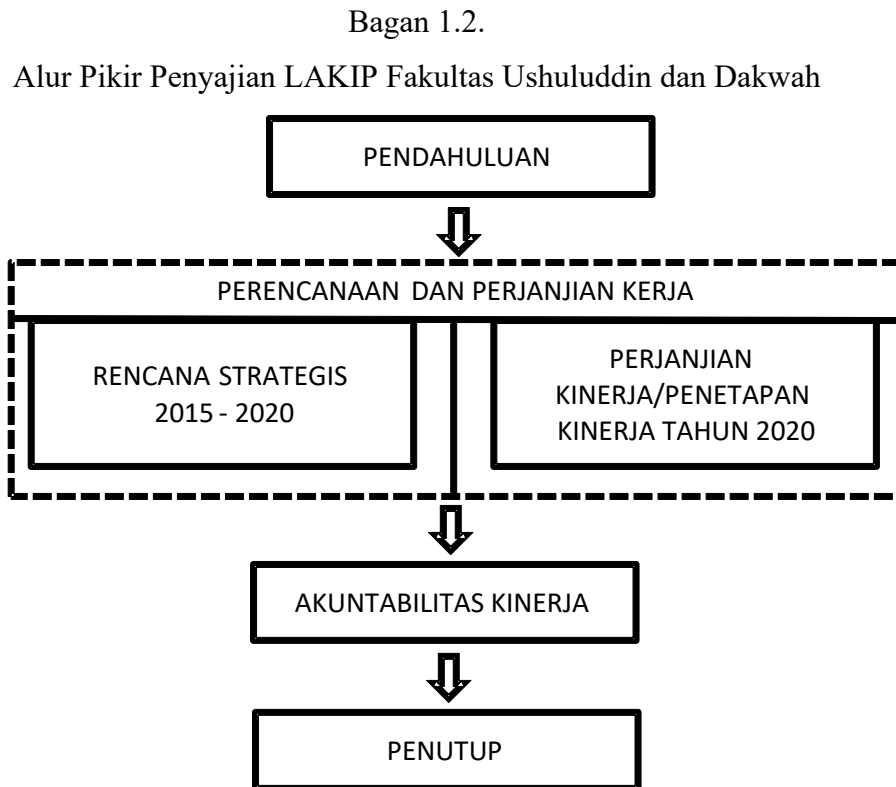 Bagan 1.2.
Alur Pikir Penyajian LAKIP Fakultas Ushuluddin dan Dakwah
PENDAHULUAN
PERENCANAAN DAN PERJANJIAN KERJA
RENCANA STRATEGIS
2015 - 2020
PERJANJIAN
KINERJA/PENETAPAN
KINERJA TAHUN 2020
AKUNTABILITAS KINERJA
PENUTUP